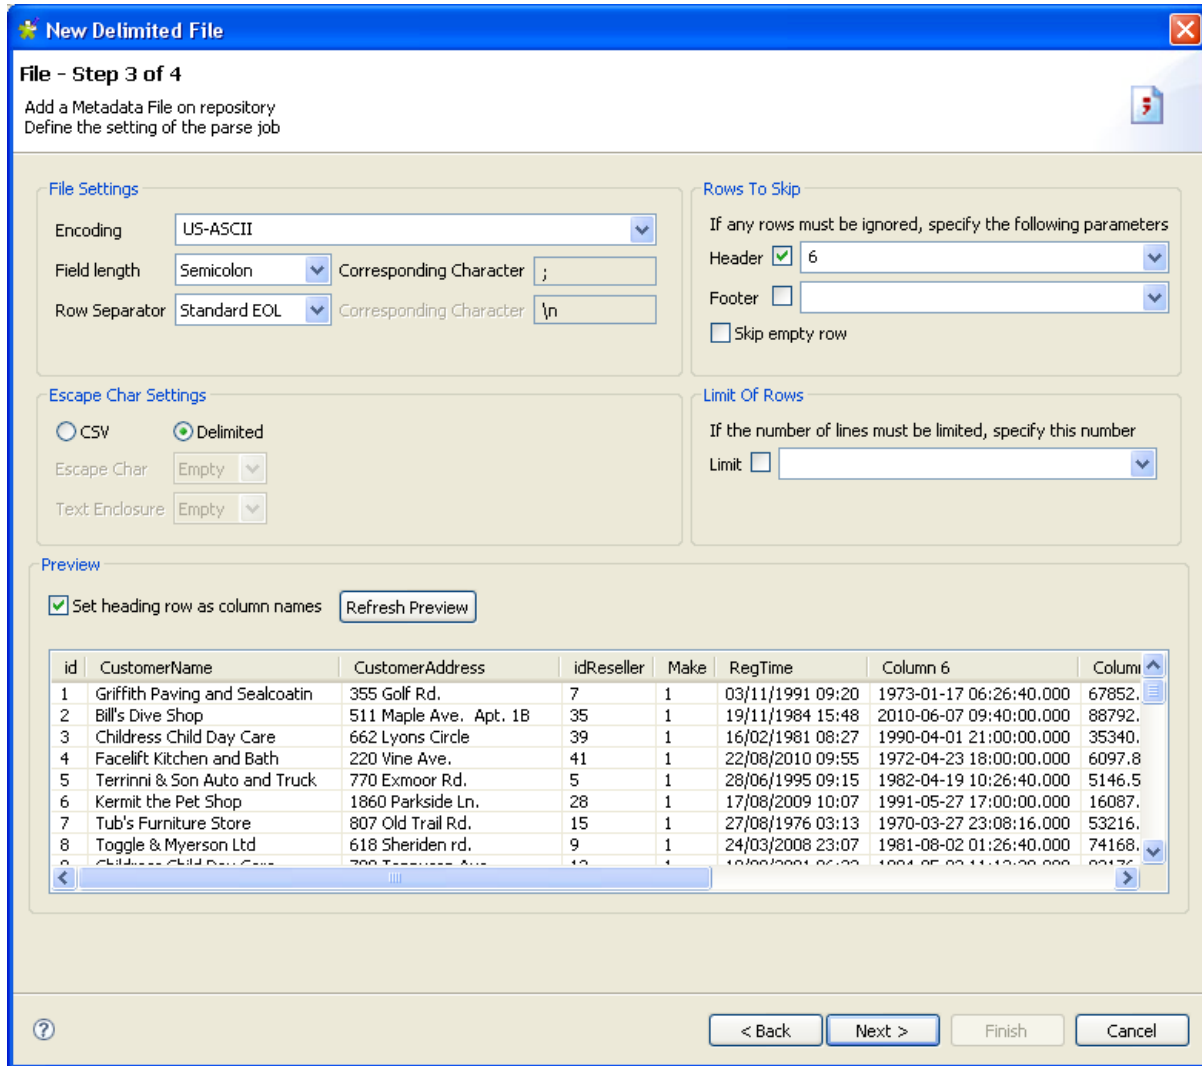 New Delimited File
File - Step 3 of 4
Add a Metadata File on repository
Define the setting of the parse job
File Settings
Encoding US-ASCII
Field length Semicolon Corresponding Character ;
Row Separator Standard EOL Corresponding Character \n
Rows To Skip
If any rows must be ignored, specify the following parameters
Header 6
Footer
Skip empty row
Escape Char Settings
CSV Delimited
Escape Char Empty
Text Enclosure Empty
Limit Of Rows
If the number of lines must be limited, specify this number
Limit
Preview
Set heading row as column names Refresh Preview
id CustomerName CustomerAddress idReseller Make RegTime Column 6 Colum
1 Griffith Paving and Sealcoatin 355 Golf Rd. 7 1 03/11/1991 09:20 1973-01-17 06:26:40.000 67852.
2 Bill's Dive Shop 511 Maple Ave. Apt. 1B 35 1 19/11/1984 15:48 2010-06-07 09:40:00.000 88792.
3 Childress Child Day Care 662 Lyons Circle 39 1 16/02/1981 08:27 1990-04-01 21:00:00.000 35340.
4 Facelift Kitchen and Bath 220 Vine Ave. 41 1 22/08/2010 09:55 1972-04-23 18:00:00.000 6097.8
5 Terrinni & Son Auto and Truck 770 Exmoor Rd. 5 1 28/06/1995 09:15 1982-04-19 10:26:40.000 5146.5
6 Kermit the Pet Shop 1860 Parkside Ln. 28 1 17/08/2009 10:07 1991-05-27 17:00:00.000 16087.
7 Tub's Furniture Store 807 Old Trail Rd. 15 1 27/08/1976 03:13 1970-03-27 23:08:16.000 53216.
8 Toggle & Myerson Ltd 618 Sheriden rd. 9 1 24/03/2008 23:07 1981-08-02 01:26:40.000 74168.
Childress Child Day Care
< Back Next > Finish Cancel